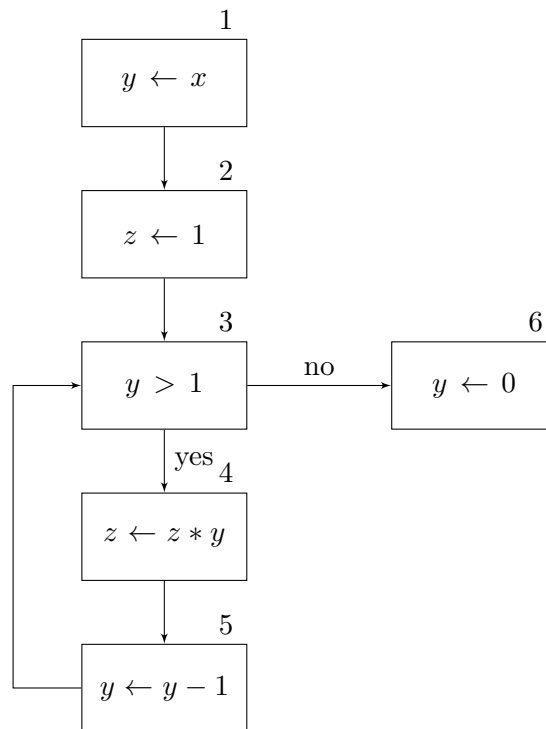 1
y ← x
2
z ← 1
3
y > 1
no
6
y ← 0
yes
4
z ← z * y
5
y ← y − 1